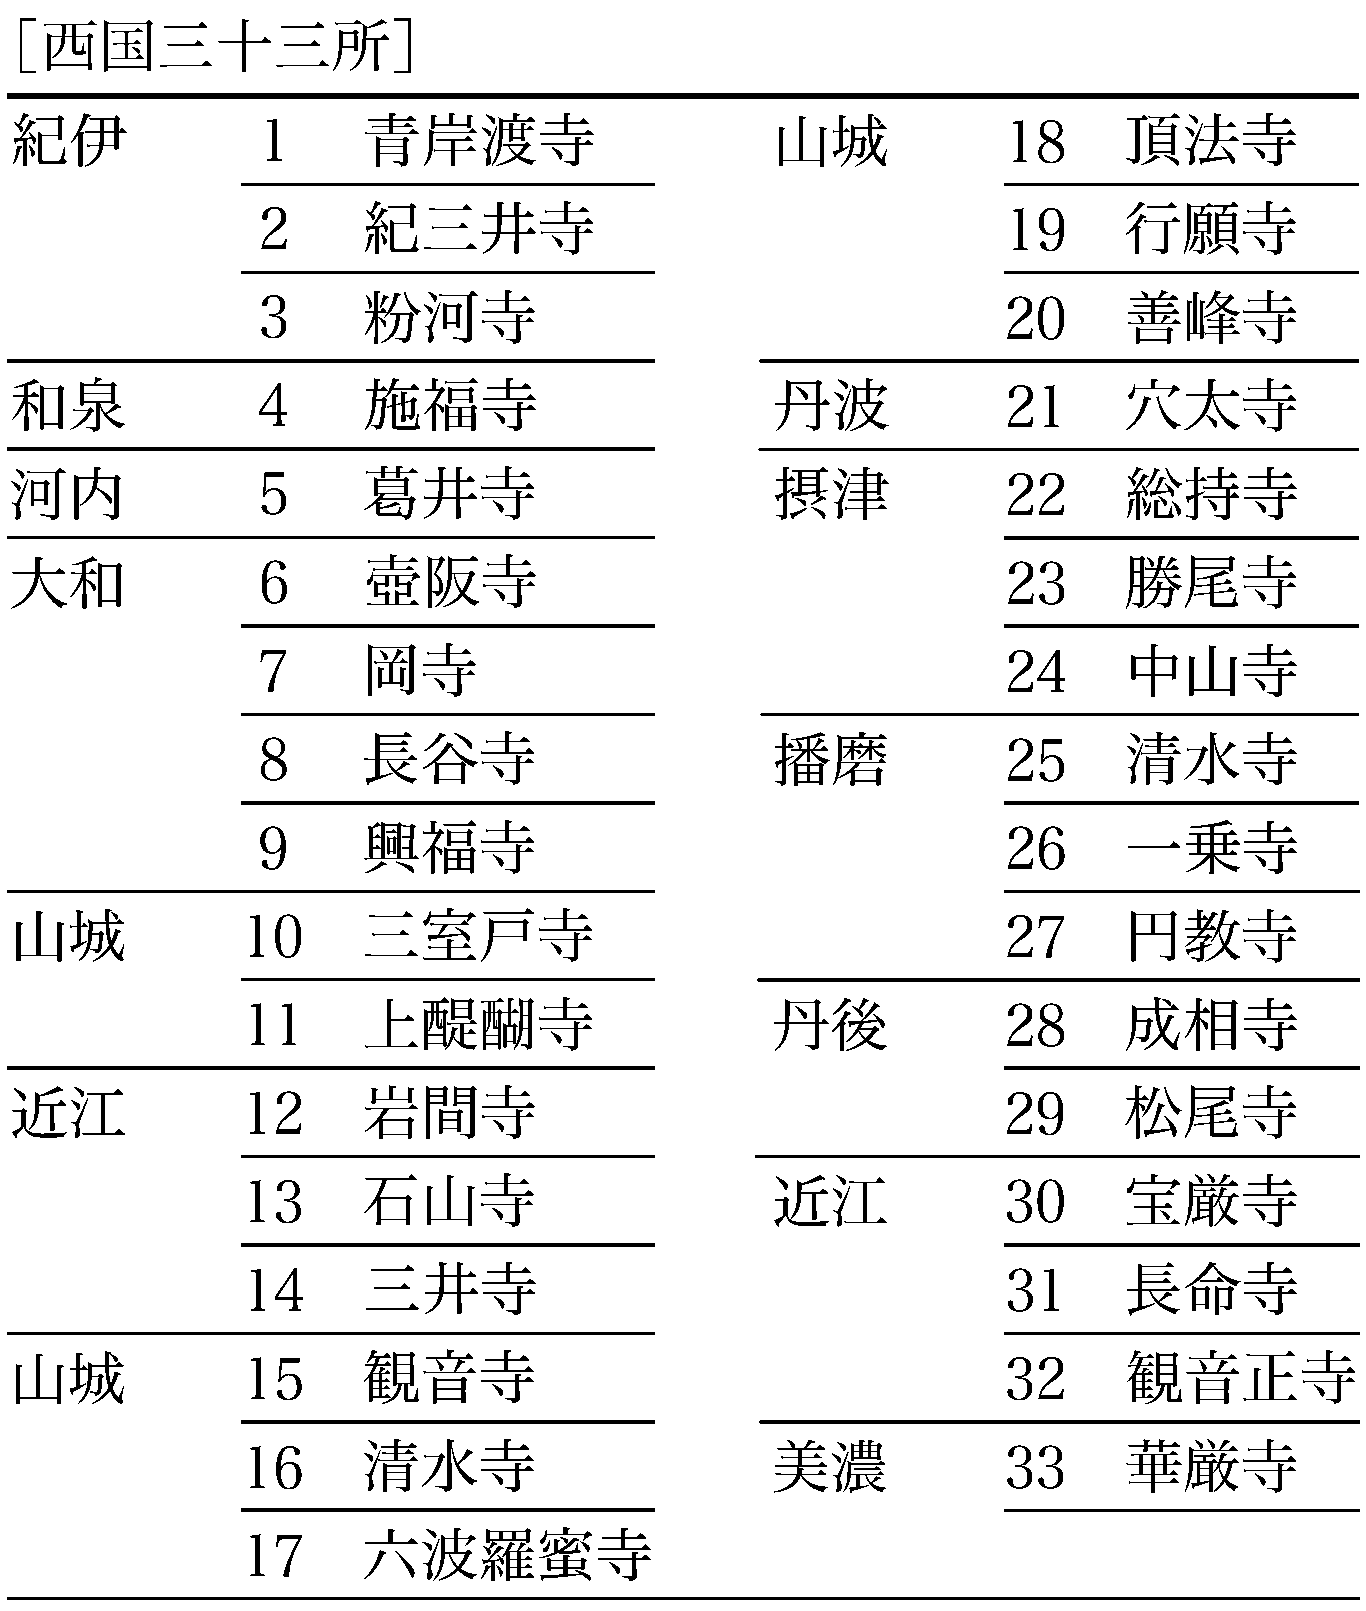 [西国三十三所]
紀伊 1 青岸渡寺
2 紀三井寺
3 粉河寺
和泉 4 施福寺
河内 5 葛井寺
大和 6 壺阪寺
7 岡寺
8 長谷寺
9 興福寺
山城 10 三室戸寺
11 上醍醐寺
近江 12 岩間寺
13 石山寺
14 三井寺
山城 15 観音寺
16 清水寺
17 六波羅蜜寺
山城 18 頂法寺
19 行願寺
20 善峰寺
丹波 21 穴太寺
摂津 22 総持寺
23 勝尾寺
24 中山寺
播磨 25 清水寺
26 一乗寺
27 円教寺
丹後 28 成相寺
29 松尾寺
近江 30 宝厳寺
31 長命寺
32 観音正寺
美濃 33 華厳寺